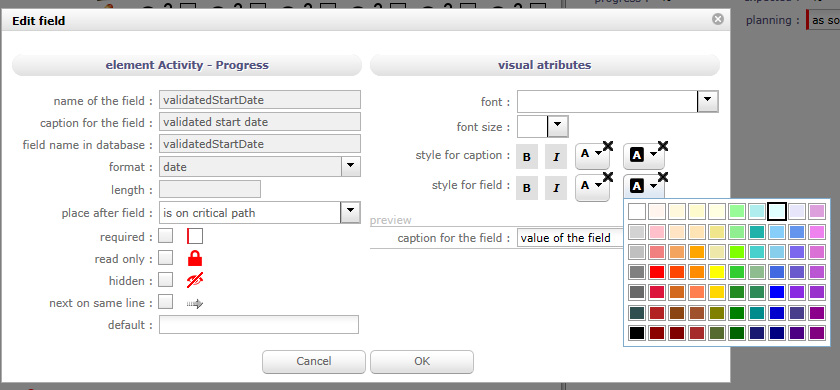 progress :
expected :
planning : as so
Edit field
element Activity - Progress
visual atributes
name of the field : validatedStartDate
caption for the field : validated start date
field name in database : validatedStartDate
format : date
length :
place after field : is on critical path
required :
read only :
hidden :
next on same line :
default :
font :
font size :
style for caption : B I A A
style for field : B I A A
preview
caption for the field : value of the field
Cancel
OK